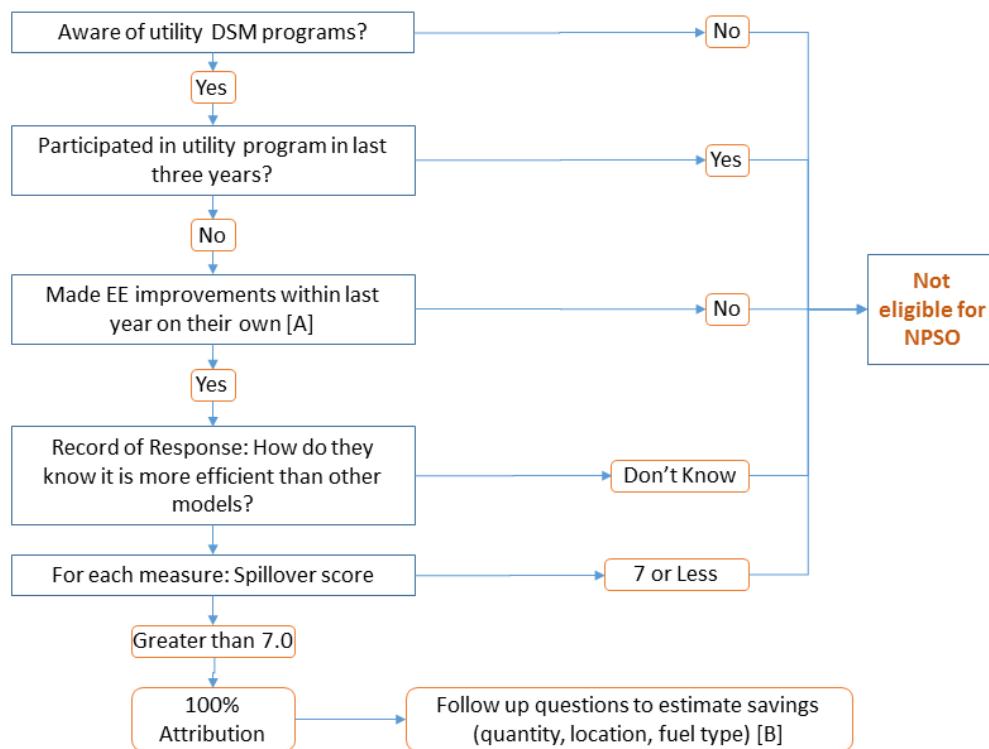 Aware of utility DSM programs?
No
Yes
Participated in utility program in last
three years?
Yes
No
Made EE improvements within last
year on their own [A]
No
Not
eligible for
NPSO
Yes
Record of Response: How do they
know it is more efficient than other
models?
Don't Know
For each measure: Spillover score
7 or Less
Greater than 7.0
100%
Attribution
Follow up questions to estimate savings
(quantity, location, fuel type) [B]